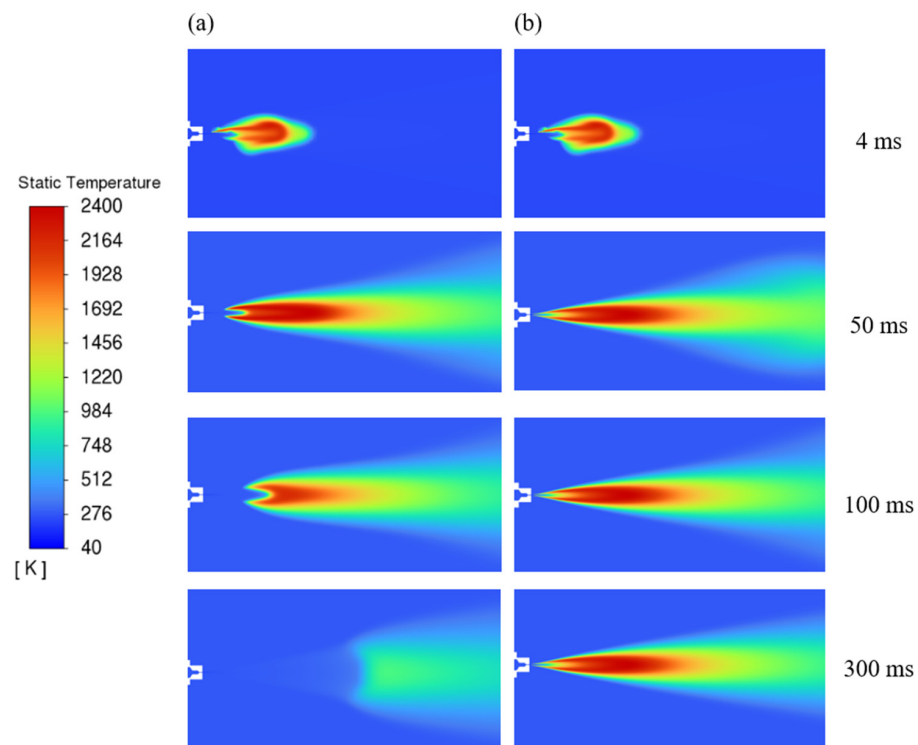 (a)
(b)
4 ms
Static Temperature
2400
2164
1928
1692
1456
1220
984
748
512
276
40
[ K ]
50 ms
100 ms
300 ms